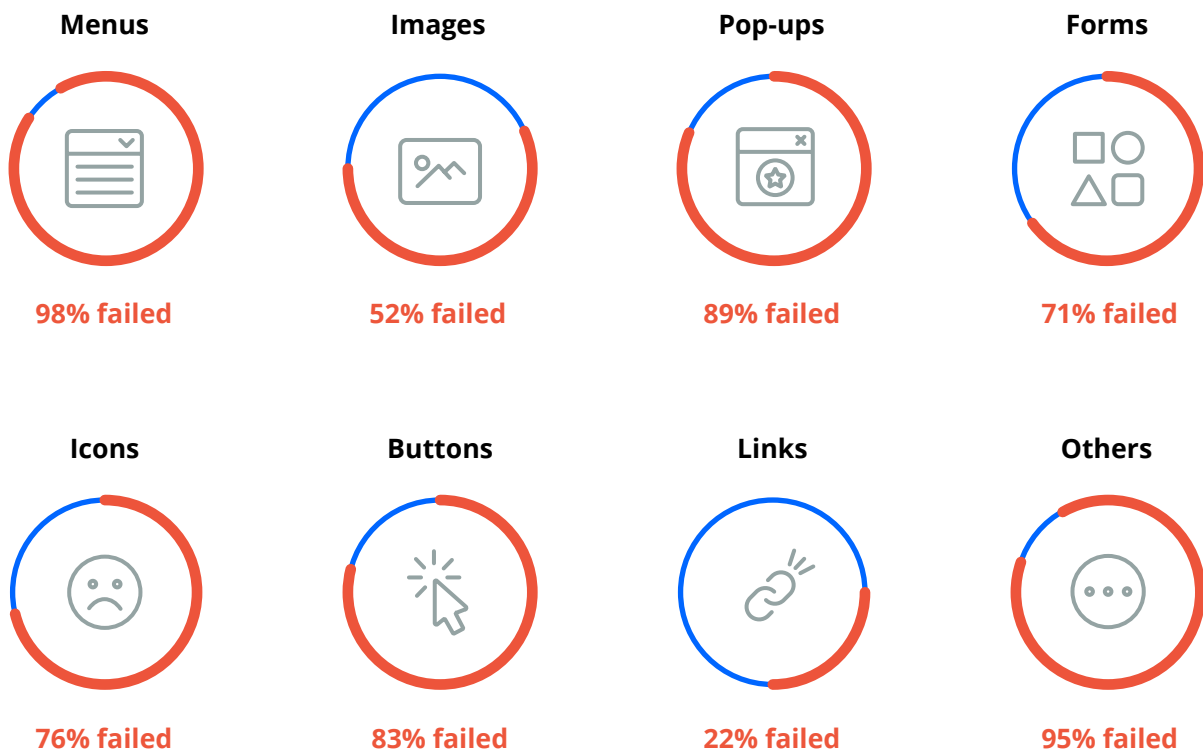 Menus
Images
Pop-ups
Forms
98% failed
52% failed
89% failed
71% failed
Icons
Buttons
Links
Others
76% failed
83% failed
22% failed
95% failed